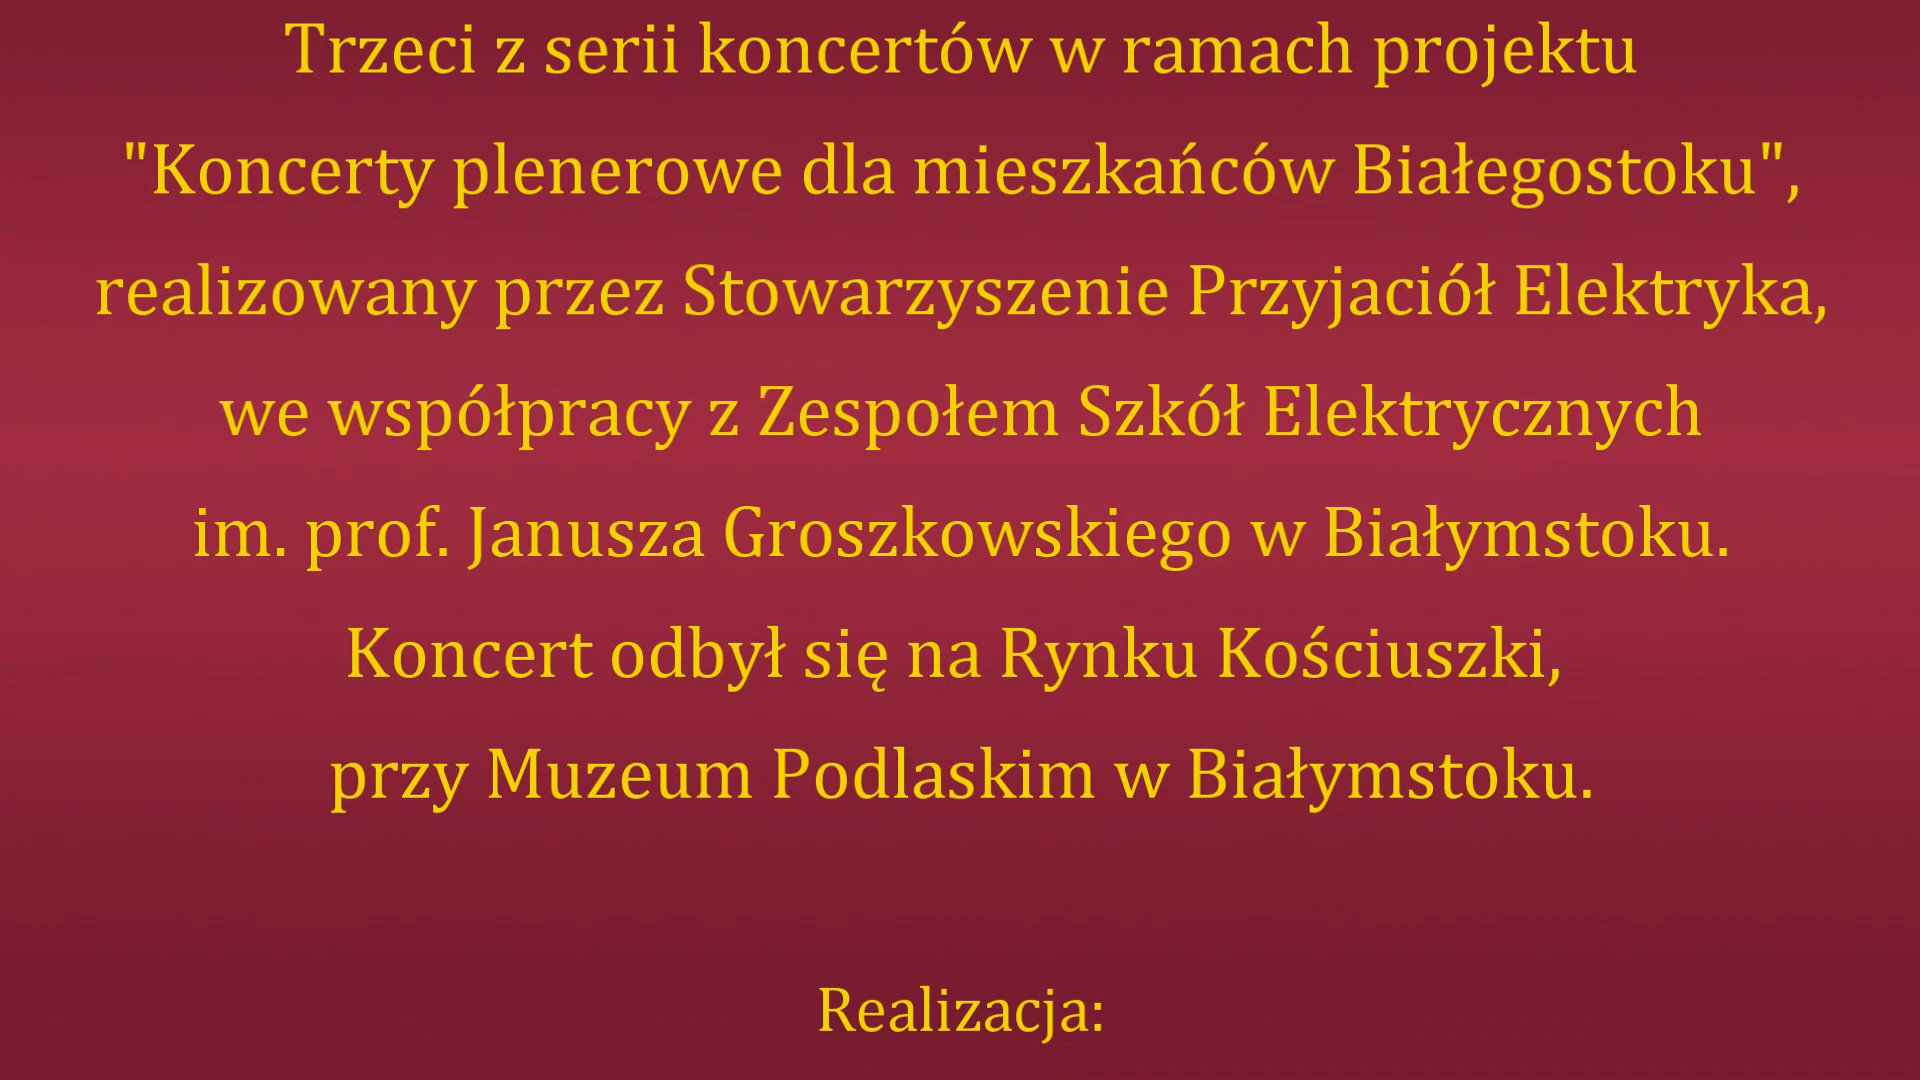 Trzeci z serii koncertów w ramach projektu
"Koncerty plenerowe dla mieszkańców Białegostoku",
realizowany przez Stowarzyszenie Przyjaciół Elektryka,
we współpracy z Zespołem Szkół Elektrycznych
im. prof. Janusza Groszkowskiego w Białymstoku.
Koncert odbył się na Rynku Kościuszki,
przy Muzeum Podlaskim w Białymstoku.
Realizacja: